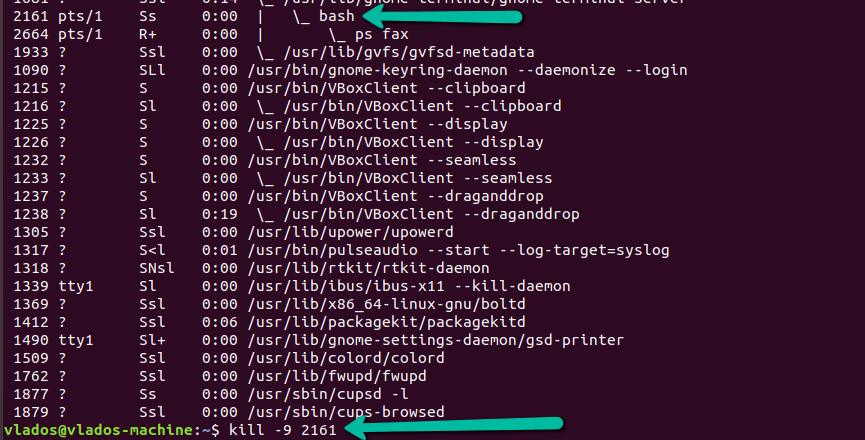 2161 pts/1 Ss 0:00 | \_ bash
2664 pts/1 R+ 0:00 | \_ ps fax
1933 ? Ssl 0:00 \_ /usr/lib/gvfs/gvfsd-metadata
1090 ? SLl 0:00 /usr/bin/gnome-keyring-daemon --daemonize --login
1215 ? S 0:00 /usr/bin/VBoxClient --clipboard
1216 ? Sl 0:00 \_ /usr/bin/VBoxClient --clipboard
1225 ? S 0:00 /usr/bin/VBoxClient --display
1226 ? S 0:00 \_ /usr/bin/VBoxClient --display
1232 ? S 0:00 /usr/bin/VBoxClient --seamless
1233 ? Sl 0:00 \_ /usr/bin/VBoxClient --seamless
1237 ? S 0:00 /usr/bin/VBoxClient --draganddrop
1238 ? Sl 0:19 \_ /usr/bin/VBoxClient --draganddrop
1305 ? Ssl 0:00 /usr/lib/upower/upowerd
1317 ? S<l 0:01 /usr/bin/pulseaudio --start --log-target=syslog
1318 ? SNsl 0:00 /usr/lib/rtkit/rtkit-daemon
1339 tty1 Sl 0:00 /usr/lib/ibus/ibus-x11 --kill-daemon
1369 ? Ssl 0:00 /usr/lib/x86_64-linux-gnu/boltd
1412 ? Ssl 0:06 /usr/lib/packagekit/packagekitd
1490 tty1 Sl+ 0:00 /usr/lib/gnome-settings-daemon/gsd-printer
1509 ? Ssl 0:00 /usr/lib/colord/colord
1762 ? Ssl 0:00 /usr/lib/fwupd/fwupd
1877 ? Ss 0:00 /usr/sbin/cupsd -l
1879 ? Ssl 0:00 /usr/sbin/cups-browsed
vlados@vlados-machine:~$ kill -9 2161